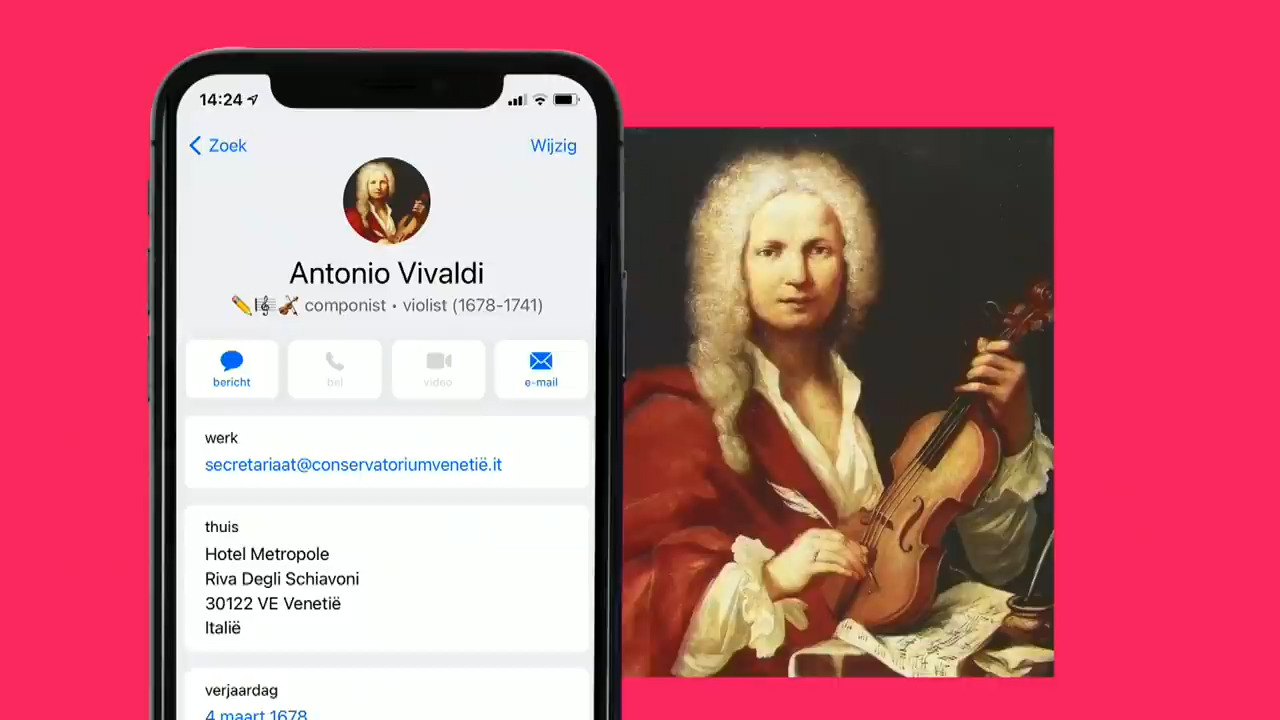 14:24
Zoek
Wijzig
Antonio Vivaldi
✏️🎼🎻 componist • violist (1678-1741)
bericht
bel
video
e-mail
werk
secretariaat@conservatoriumvenetië.it
thuis
Hotel Metropole
Riva Degli Schiavoni
30122 VE Venetië
Italië
verjaardag
4 maart 1678